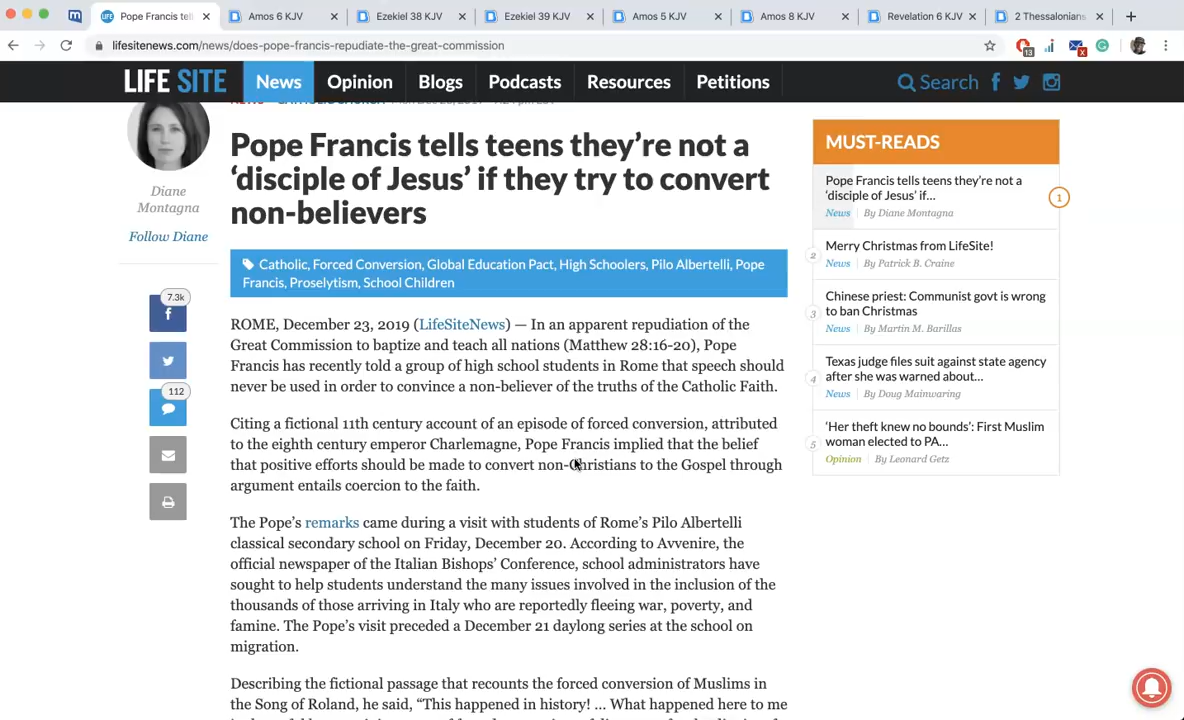 Pope Francis tell
Amos 6 KJV
Ezekiel 38 KJV
Ezekiel 39 KJV
Amos 5 KJV
Amos 8 KJV
Revelation 6 KJV
2 Thessalonians
lifesitenews.com/news/does-pope-francis-repudiate-the-great-commission
13
x
LIFE SITE
News
Opinion
Blogs
Podcasts
Resources
Petitions
Search
Diane
Montagna
Follow Diane
7.3k
112
Pope Francis tells teens they’re not a
‘disciple of Jesus’ if they try to convert
non-believers
Catholic, Forced Conversion, Global Education Pact, High Schoolers, Pilo Albertelli, Pope
Francis, Proselytism, School Children
ROME, December 23, 2019 (LifeSiteNews) — In an apparent repudiation of the
Great Commission to baptize and teach all nations (Matthew 28:16-20), Pope
Francis has recently told a group of high school students in Rome that speech should
never be used in order to convince a non-believer of the truths of the Catholic Faith.
Citing a fictional 11th century account of an episode of forced conversion, attributed
to the eighth century emperor Charlemagne, Pope Francis implied that the belief
that positive efforts should be made to convert non-Christians to the Gospel through
argument entails coercion to the faith.
The Pope’s remarks came during a visit with students of Rome’s Pilo Albertelli
classical secondary school on Friday, December 20. According to Avvenire, the
official newspaper of the Italian Bishops’ Conference, school administrators have
sought to help students understand the many issues involved in the inclusion of the
thousands of those arriving in Italy who are reportedly fleeing war, poverty, and
famine. The Pope’s visit preceded a December 21 daylong series at the school on
migration.
Describing the fictional passage that recounts the forced conversion of Muslims in
the Song of Roland, he said, “This happened in history! ... What happened here to me
MUST-READS
Pope Francis tells teens they’re not a
‘disciple of Jesus’ if...
News | By Diane Montagna
1
Merry Christmas from LifeSite!
2
News | By Patrick B. Craine
Chinese priest: Communist govt is wrong
to ban Christmas
3
News | By Martin M. Barillas
Texas judge files suit against state agency
after she was warned about...
4
News | By Doug Mainwaring
‘Her theft knew no bounds’: First Muslim
woman elected to PA...
5
Opinion | By Leonard Getz